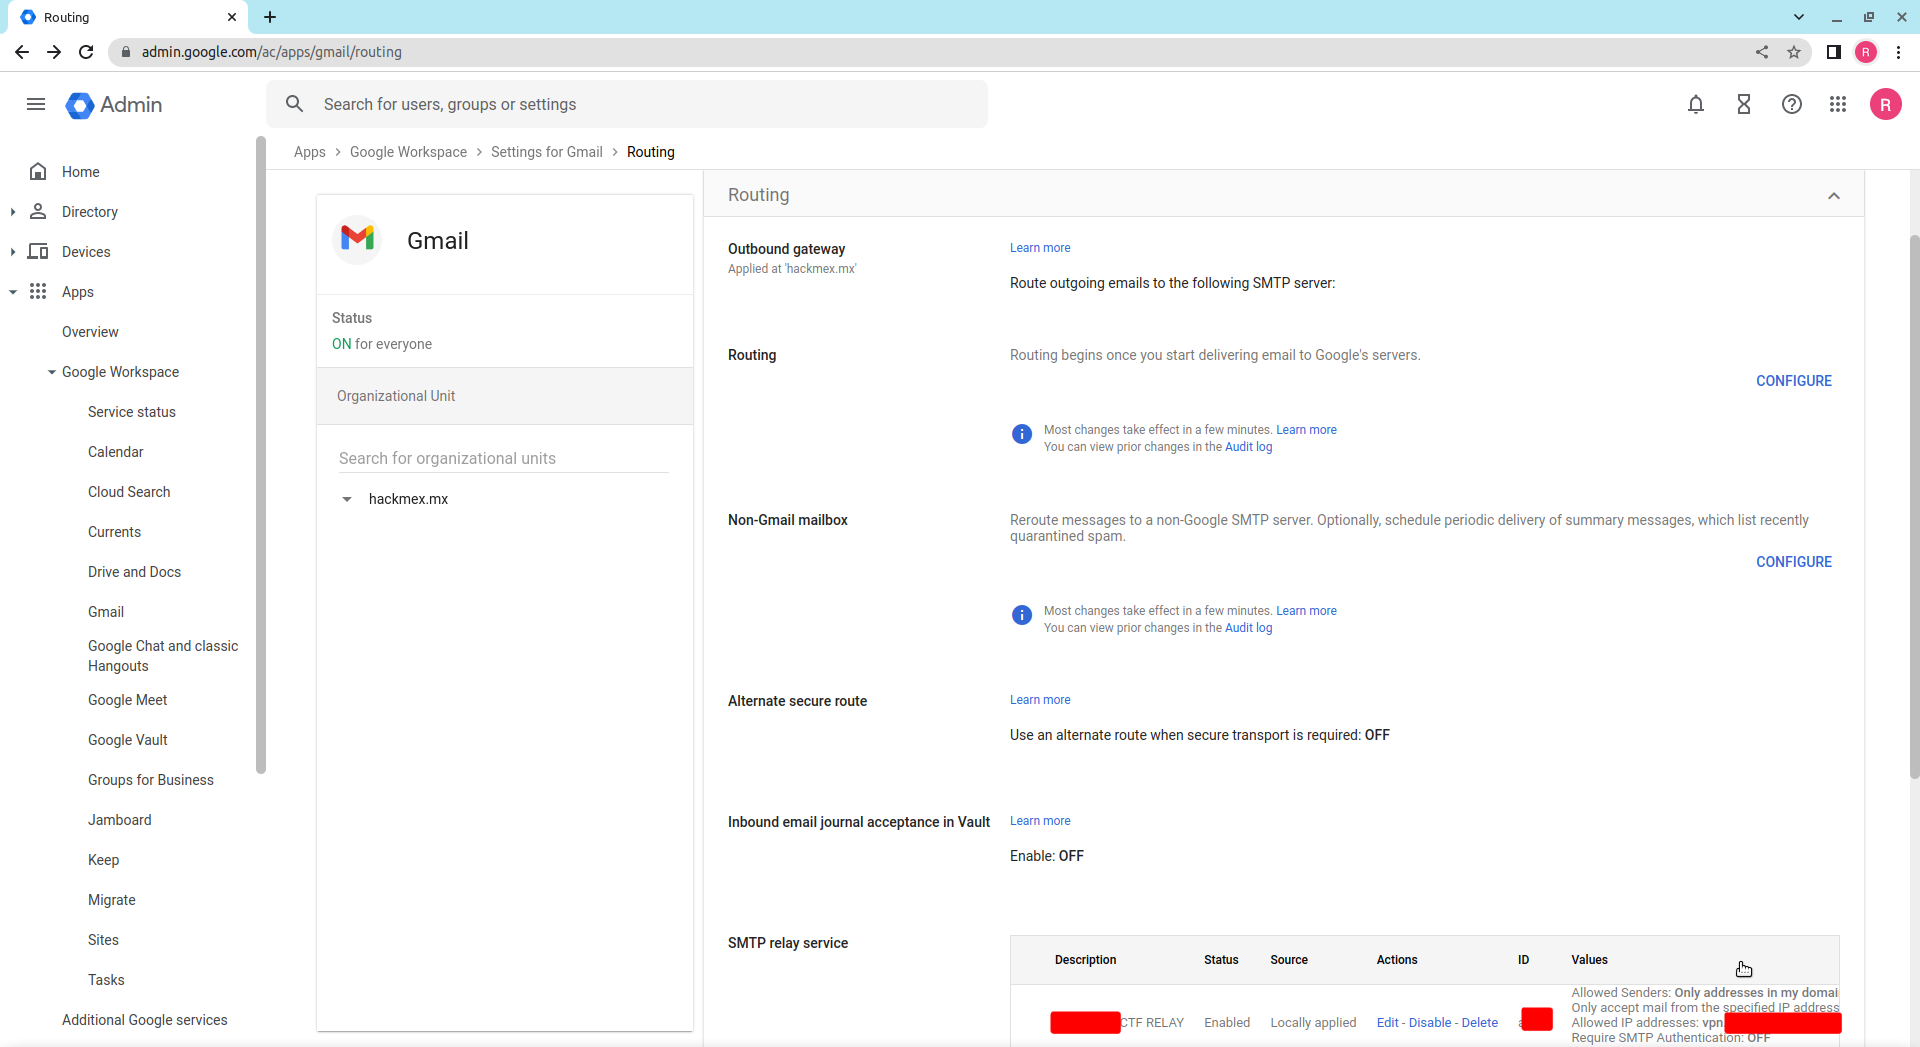 Routing
admin.google.com/ac/apps/gmail/routing
R
Admin
Search for users, groups or settings
R
Apps > Google Workspace > Settings for Gmail > Routing
Home
Directory
Devices
Apps
Overview
Google Workspace
Service status
Calendar
Cloud Search
Currents
Drive and Docs
Gmail
Google Chat and classic
Hangouts
Google Meet
Google Vault
Groups for Business
Jamboard
Keep
Migrate
Sites
Tasks
Additional Google services
Gmail
Status
ON for everyone
Organizational Unit
Search for organizational units
hackmex.mx
Routing
Outbound gateway
Applied at 'hackmex.mx'
Learn more
Route outgoing emails to the following SMTP server:
Routing
Routing begins once you start delivering email to Google's servers.
CONFIGURE
Most changes take effect in a few minutes. Learn more
You can view prior changes in the Audit log
Non-Gmail mailbox
Reroute messages to a non-Google SMTP server. Optionally, schedule periodic delivery of summary messages, which list recently
quarantined spam.
CONFIGURE
Most changes take effect in a few minutes. Learn more
You can view prior changes in the Audit log
Alternate secure route
Learn more
Use an alternate route when secure transport is required: OFF
Inbound email journal acceptance in Vault
Learn more
Enable: OFF
SMTP relay service
Description Status Source Actions ID Values
CTF RELAY Enabled Locally applied Edit - Disable - Delete
Allowed Senders: Only addresses in my domai
Only accept mail from the specified IP address
Allowed IP addresses: vpn.
Require SMTP Authentication: OFF